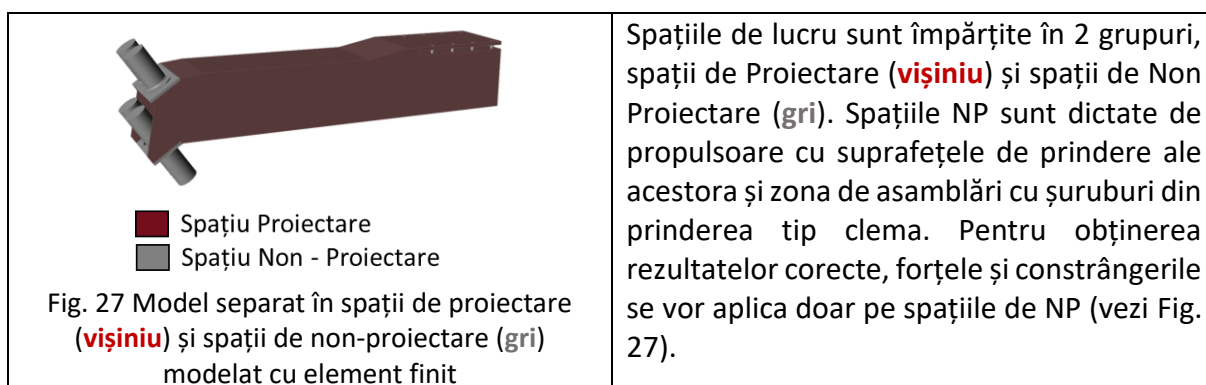 Spațiu Proiectare
Spațiu Non - Proiectare
Fig. 27 Model separat în spații de proiectare
(vișiniu) și spații de non-proiectare (gri)
modelat cu element finit
Spațiile de lucru sunt împărțite în 2 grupuri,
spații de Proiectare (vișiniu) și spații de Non
Proiectare (gri). Spațiile NP sunt dictate de
propulsoare cu suprafețele de prindere ale
acestora și zona de asamblări cu șuruburi din
prinderea tip clema. Pentru obținerea
rezultatelor corecte, forțele și constrângerile
se vor aplica doar pe spațiile de NP (vezi Fig.
27).